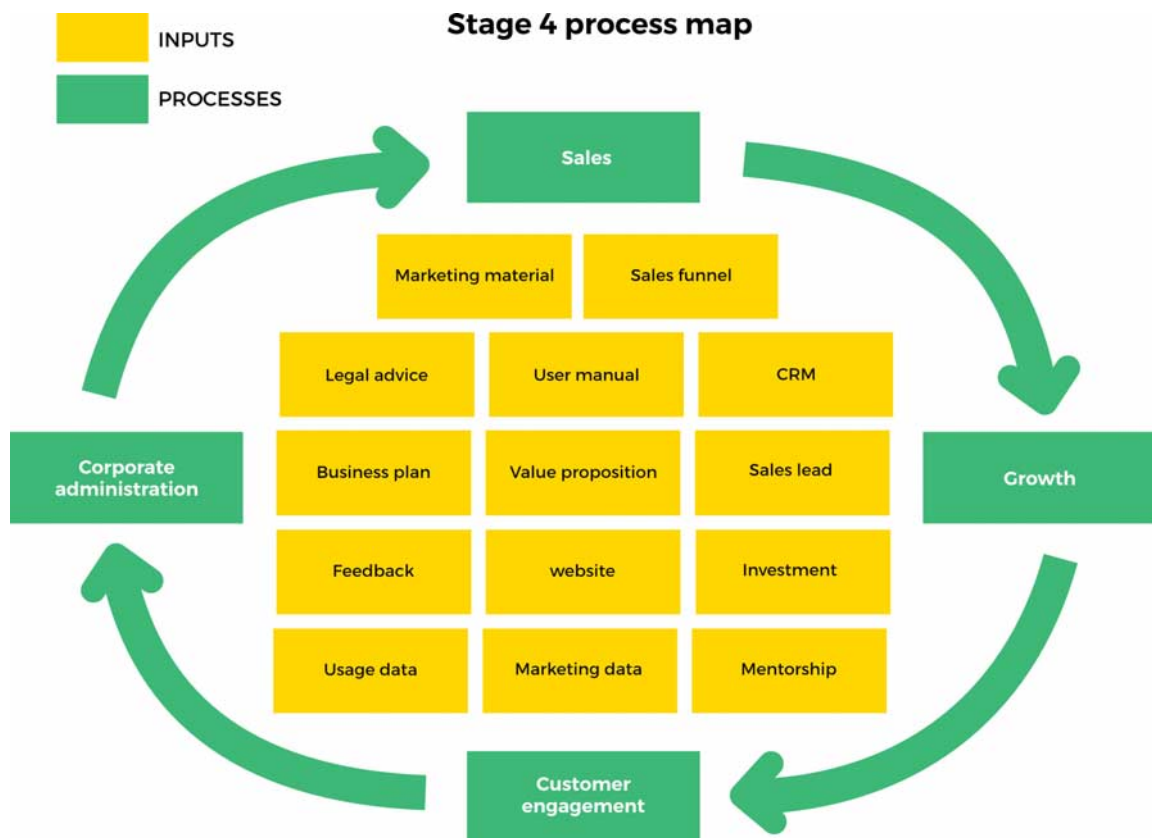 Stage 4 process map
INPUTS
PROCESSES
Sales
Marketing material
Sales funnel
Legal advice
User manual
CRM
Corporate
administration
Business plan
Value proposition
Sales lead
Growth
Feedback
website
Investment
Usage data
Marketing data
Mentorship
Customer
engagement